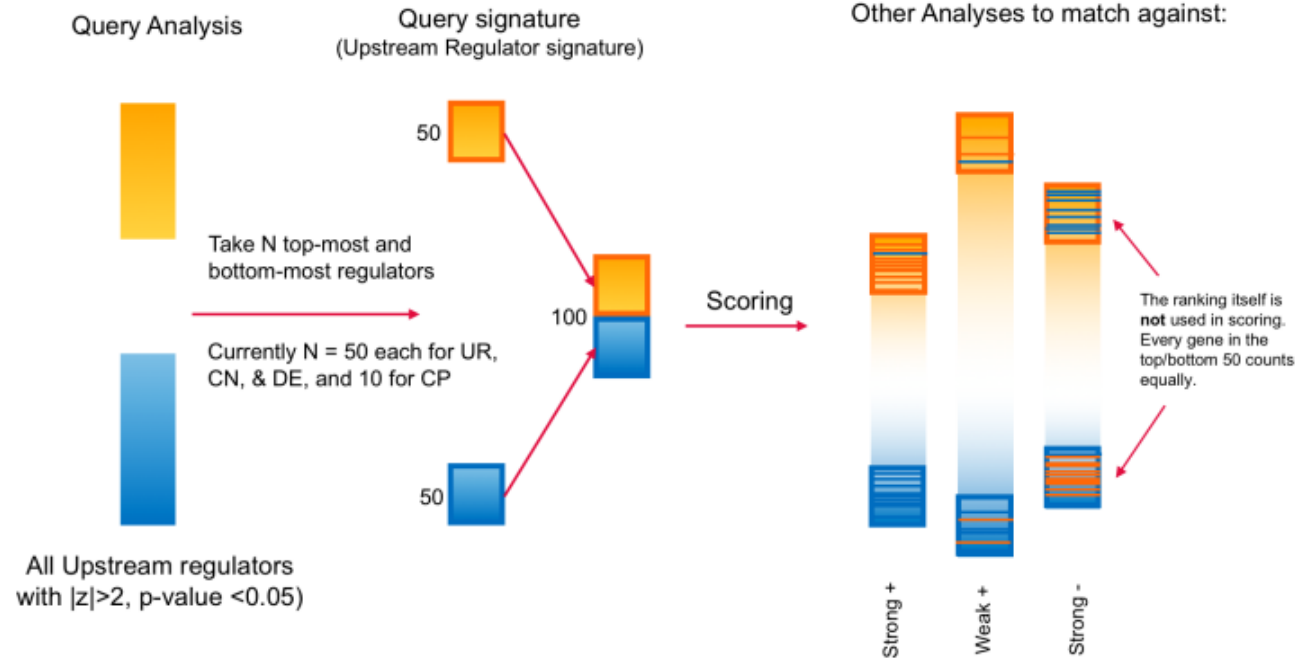 Query Analysis
Query signature
(Upstream Regulator signature)
Other Analyses to match against:
50
Take N top-most and
bottom-most regulators
Currently N = 50 each for UR,
CN, & DE, and 10 for CP
100
Scoring
The ranking itself is
not used in scoring.
Every gene in the
top/bottom 50 counts
equally.
50
All Upstream regulators
with |z|>2, p-value <0.05)
Strong +
Weak +
Strong -